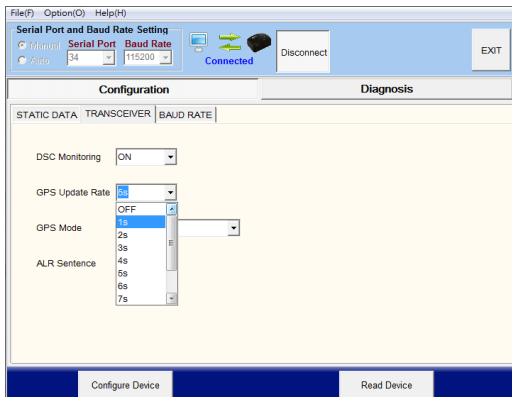 File(F) Option(O) Help(H)
Serial Port and Baud Rate Setting
Manual Serial Port Baud Rate
Auto 34 115200
Connected
Disconnect
EXIT
Configuration Diagnosis
STATIC DATA TRANSCEIVER BAUD RATE
DSC Monitoring ON
GPS Update Rate 5s
OFF
1s
GPS Mode
2s
3s
ALR Sentence
4s
5s
6s
7s
Configure Device Read Device